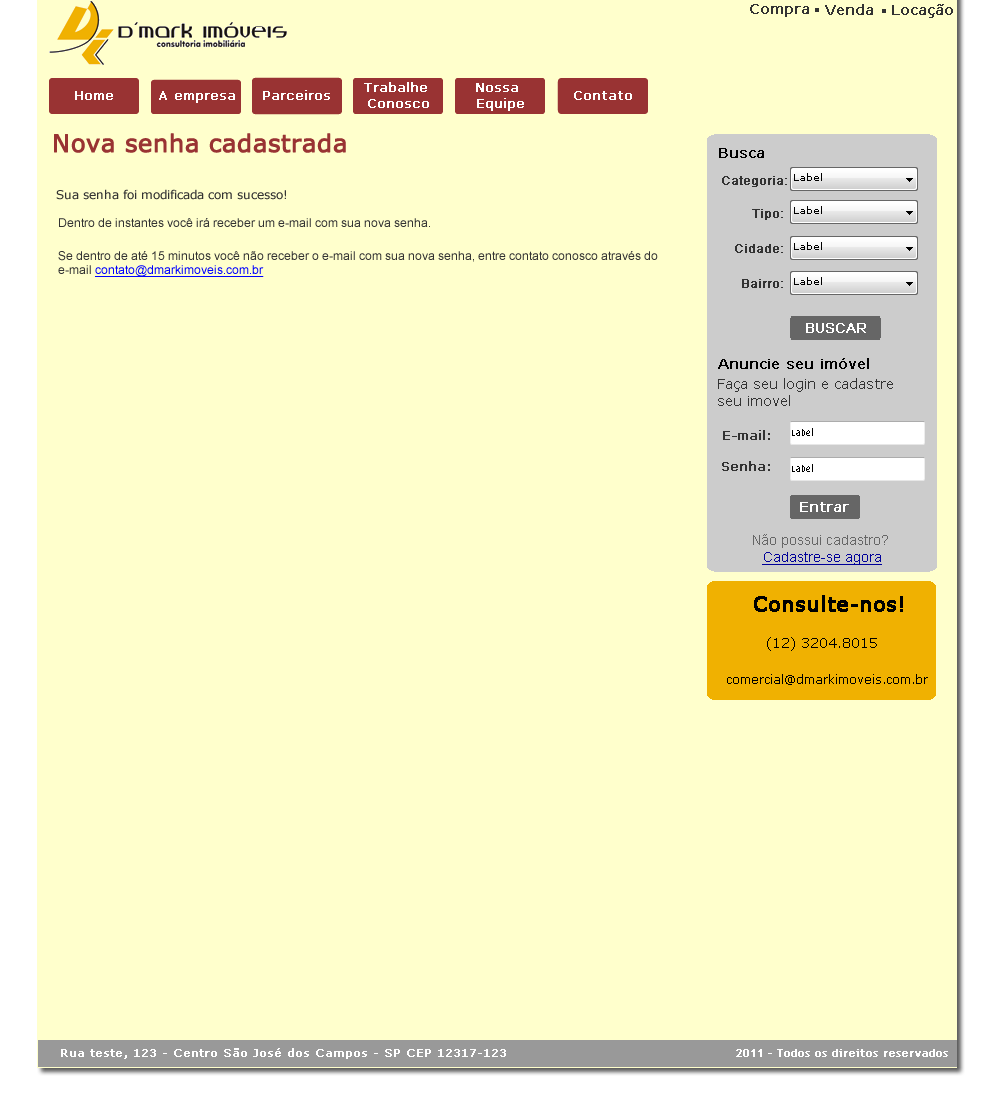 D'mark imóveis
consultoria imobiliária
Compra ▪ Venda ▪ Locação
Home
A empresa
Parceiros
Trabalhe
Conosco
Nossa
Equipe
Contato
Nova senha cadastrada
Sua senha foi modificada com sucesso!
Dentro de instantes você irá receber um e-mail com sua nova senha.
Se dentro de até 15 minutos você não receber o e-mail com sua nova senha, entre contato conosco através do
e-mail contato@dmarkimoveis.com.br
Busca
Categoria: Label
Tipo: Label
Cidade: Label
Bairro: Label
BUSCAR
Anuncie seu imóvel
Faça seu login e cadastre
seu imovel
E-mail: Label
Senha: Label
Entrar
Não possui cadastro?
Cadastre-se agora
Consulte-nos!
(12) 3204.8015
comercial@dmarkimoveis.com.br
Rua teste, 123 - Centro São José dos Campos - SP CEP 12317-123
2011 - Todos os direitos reservados